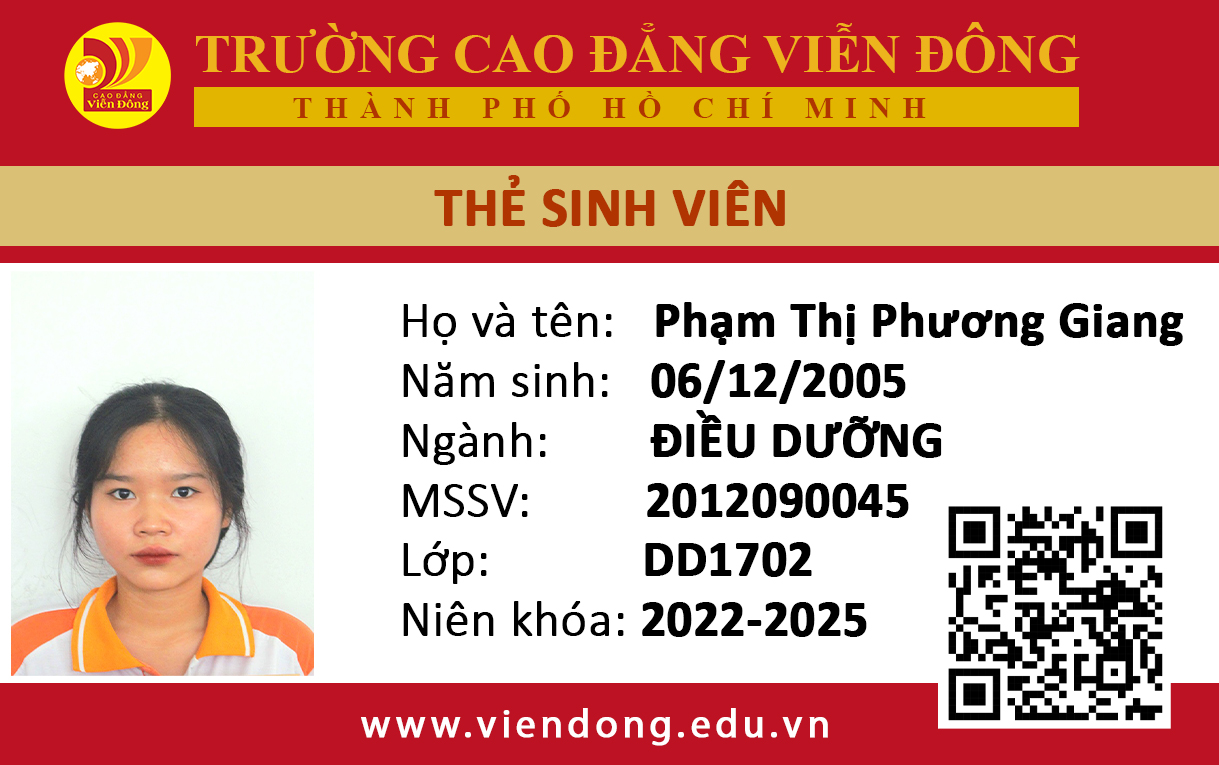 TRƯỜNG CAO ĐẲNG VIỄN ĐÔNG
THÀNH PHỐ HỒ CHÍ MINH
CAO ĐẲNG
Viễn Đông
THẺ SINH VIÊN
Họ và tên: Phạm Thị Phương Giang
Năm sinh: 06/12/2005
Ngành: ĐIỀU DƯỠNG
MSSV: 2012090045
Lớp: DD1702
Niên khóa: 2022-2025
www.viendong.edu.vn